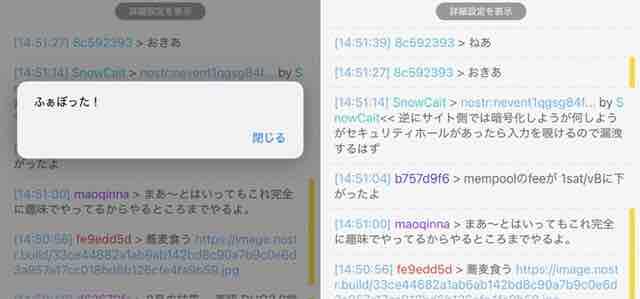 詳細設定を表示
[14:51:27] 8c592393 > おきあ
[14:51:14] SnowCait > nostr:nevent1qgsg84f... by S
ふぁぼった！
閉じる
がったよ
[14:51:00] maoqinna > まあ〜とはいってもこれ完全
に趣味でやってるからやるところまでやるよ。
[14:50:56] fe9edd5d > 蕎麦食う https://image.nost
r.build/33ce44882a1ab6ab142bd8c90a7b9c0e6d
詳細設定を表示
[14:51:39] 8c592393 > ねあ
[14:51:27] 8c592393 > おきあ
[14:51:14] SnowCait > nostr:nevent1qgsg84f... by S
nowCait<< 逆にサイト側では暗号化しようが何しよう
がセキュリティホールがあったら入力を覗けるので漏洩
するはず
[14:51:04] b757d9f6 > mempoolのfeeが 1sat/vBに下
がったよ
[14:51:00] maoqinna > まあ〜とはいってもこれ完全
に趣味でやってるからやるところまでやるよ。
[14:50:56] fe9edd5d > 蕎麦食う https://image.nost
r.build/33ce44882a1ab6ab142bd8c90a7b9c0e6d